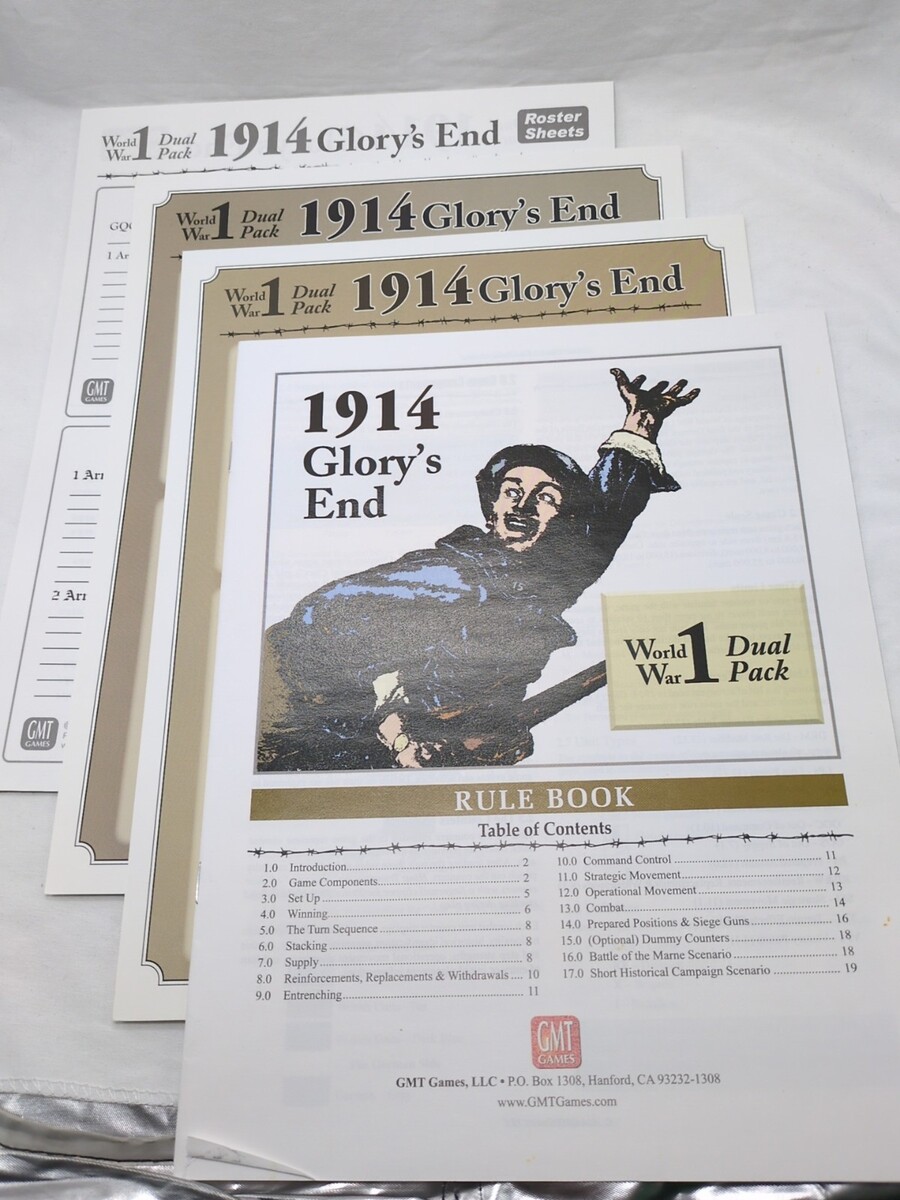 World War 1 Dual Pack 1914 Glory's End Roster Sheets
GQ
1 Ar
GMT GAMES
1 Arı
2 Arı
GMT GAMES
World War 1 Dual Pack 1914 Glory's End
World War 1 Dual Pack 1914 Glory's End
1914
Glory's
End
World War 1 Dual Pack
RULE BOOK
Table of Contents
1.0 Introduction................................................ 2
2.0 Game Components.................................... 2
3.0 Set Up ........................................................ 5
4.0 Winning...................................................... 6
5.0 The Turn Sequence .................................... 8
6.0 Stacking ...................................................... 8
7.0 Supply ........................................................ 8
8.0 Reinforcements, Replacements & Withdrawals .... 10
9.0 Entrenching................................................ 11
10.0 Command Control ...................................... 11
11.0 Strategic Movement.................................... 12
12.0 Operational Movement .............................. 13
13.0 Combat...................................................... 14
14.0 Prepared Positions & Siege Guns................ 16
15.0 (Optional) Dummy Counters ...................... 18
16.0 Battle of the Marne Scenario ...................... 18
17.0 Short Historical Campaign Scenario .................. 19
GMT
GAMES
GMT Games, LLC • P.O. Box 1308, Hanford, CA 93232-1308
www.GMTGames.com